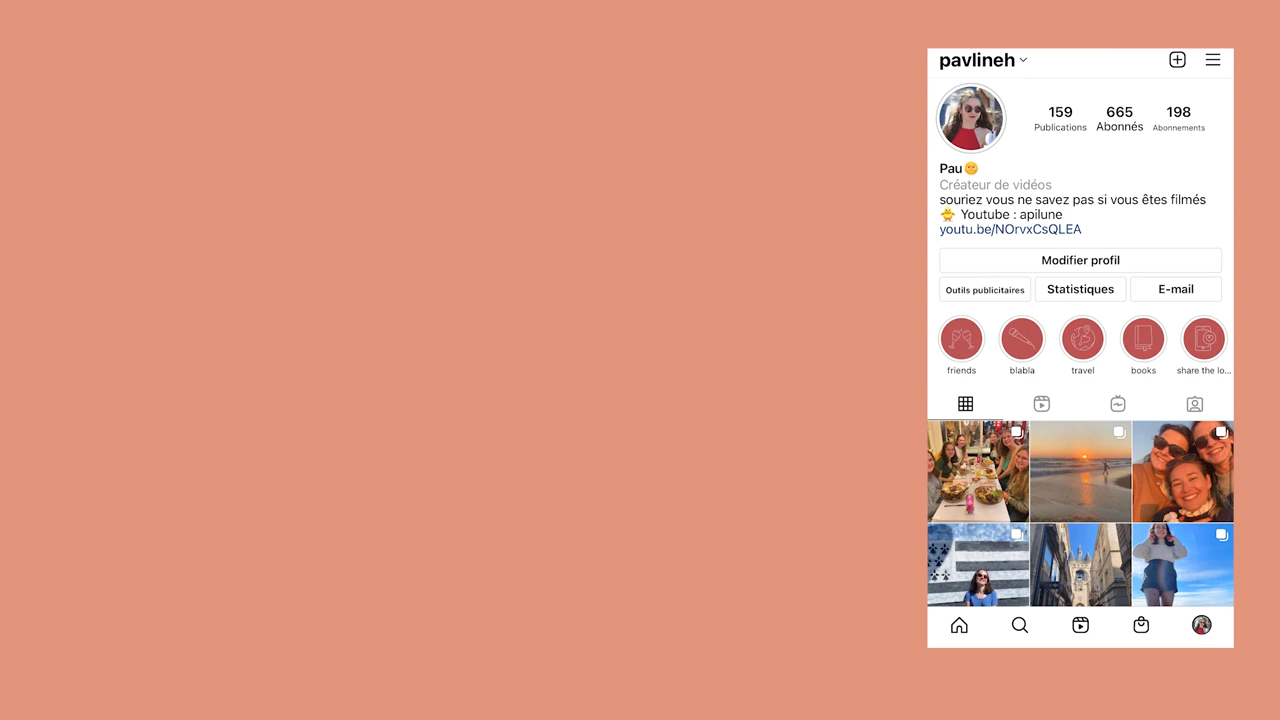 pavlineh
159 665 198
Publications Abonnés Abonnements
Pau
Créateur de vidéos
souriez vous ne savez pas si vous êtes filmés
Youtube : apilune
youtu.be/NOrvxCsQLEA
Modifier profil
Outils publicitaires Statistiques E-mail
friends blabla travel books share the lo...